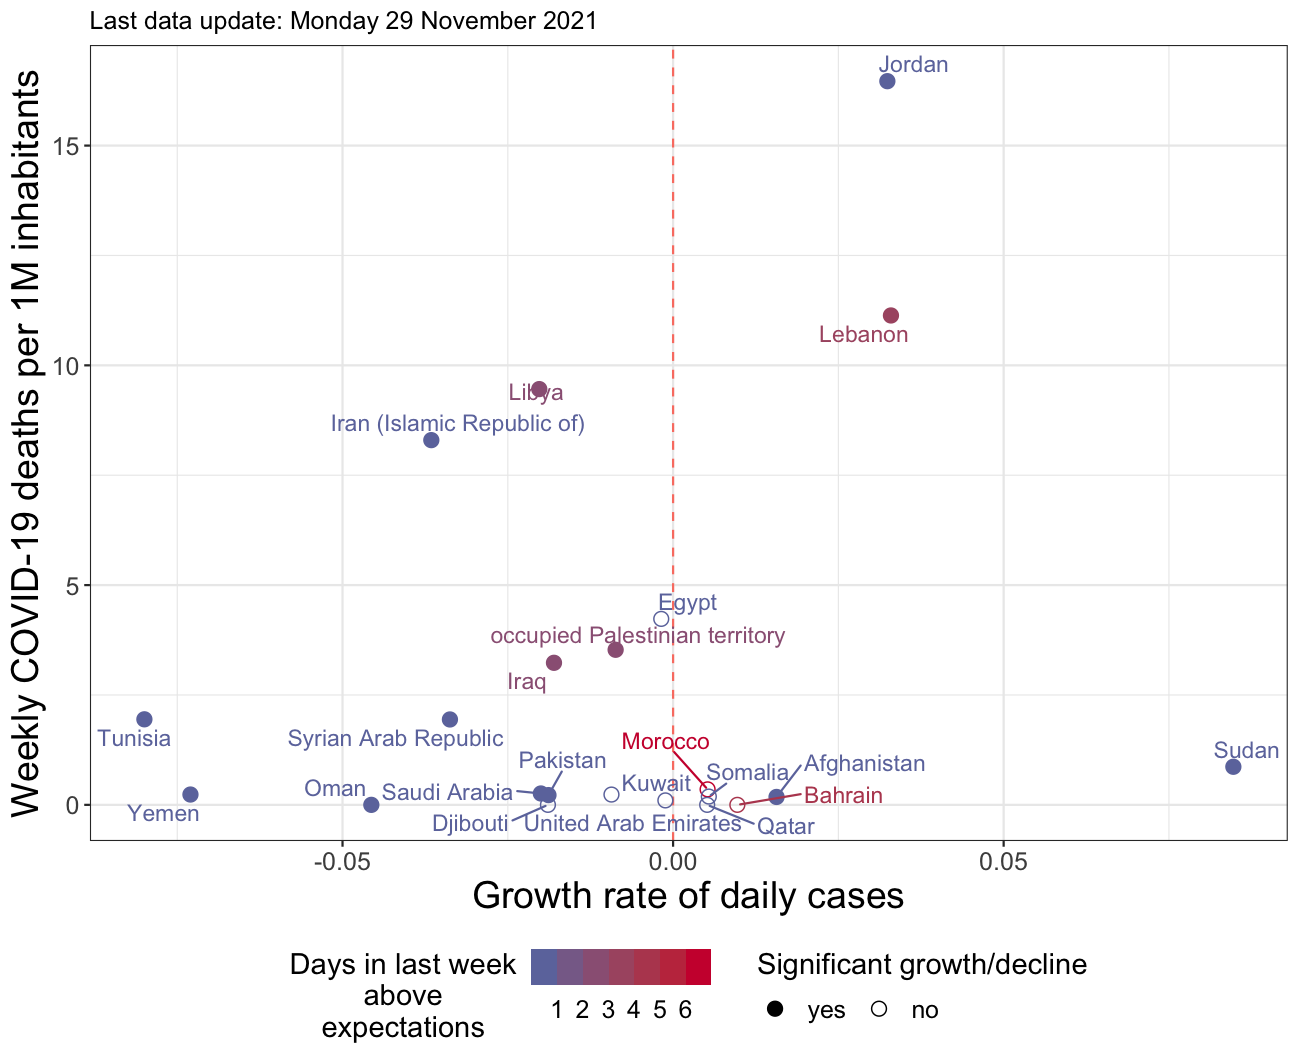 Last data update: Monday 29 November 2021
Weekly COVID-19 deaths per 1M inhabitants
15
10
5
0
Jordan
Lebanon
Libya
Iran (Islamic Republic of)
Egypt
occupied Palestinian territory
Iraq
Tunisia
Syrian Arab Republic
Morocco
Sudan
Pakistan
Afghanistan
Somalia
Kuwait
Oman
Saudi Arabia
Bahrain
Yemen
Djibouti
United Arab Emirates
Qatar
-0.05
0.00
0.05
Growth rate of daily cases
Days in last week
above
expectations
1 2 3 4 5 6
Significant growth/decline
yes
no